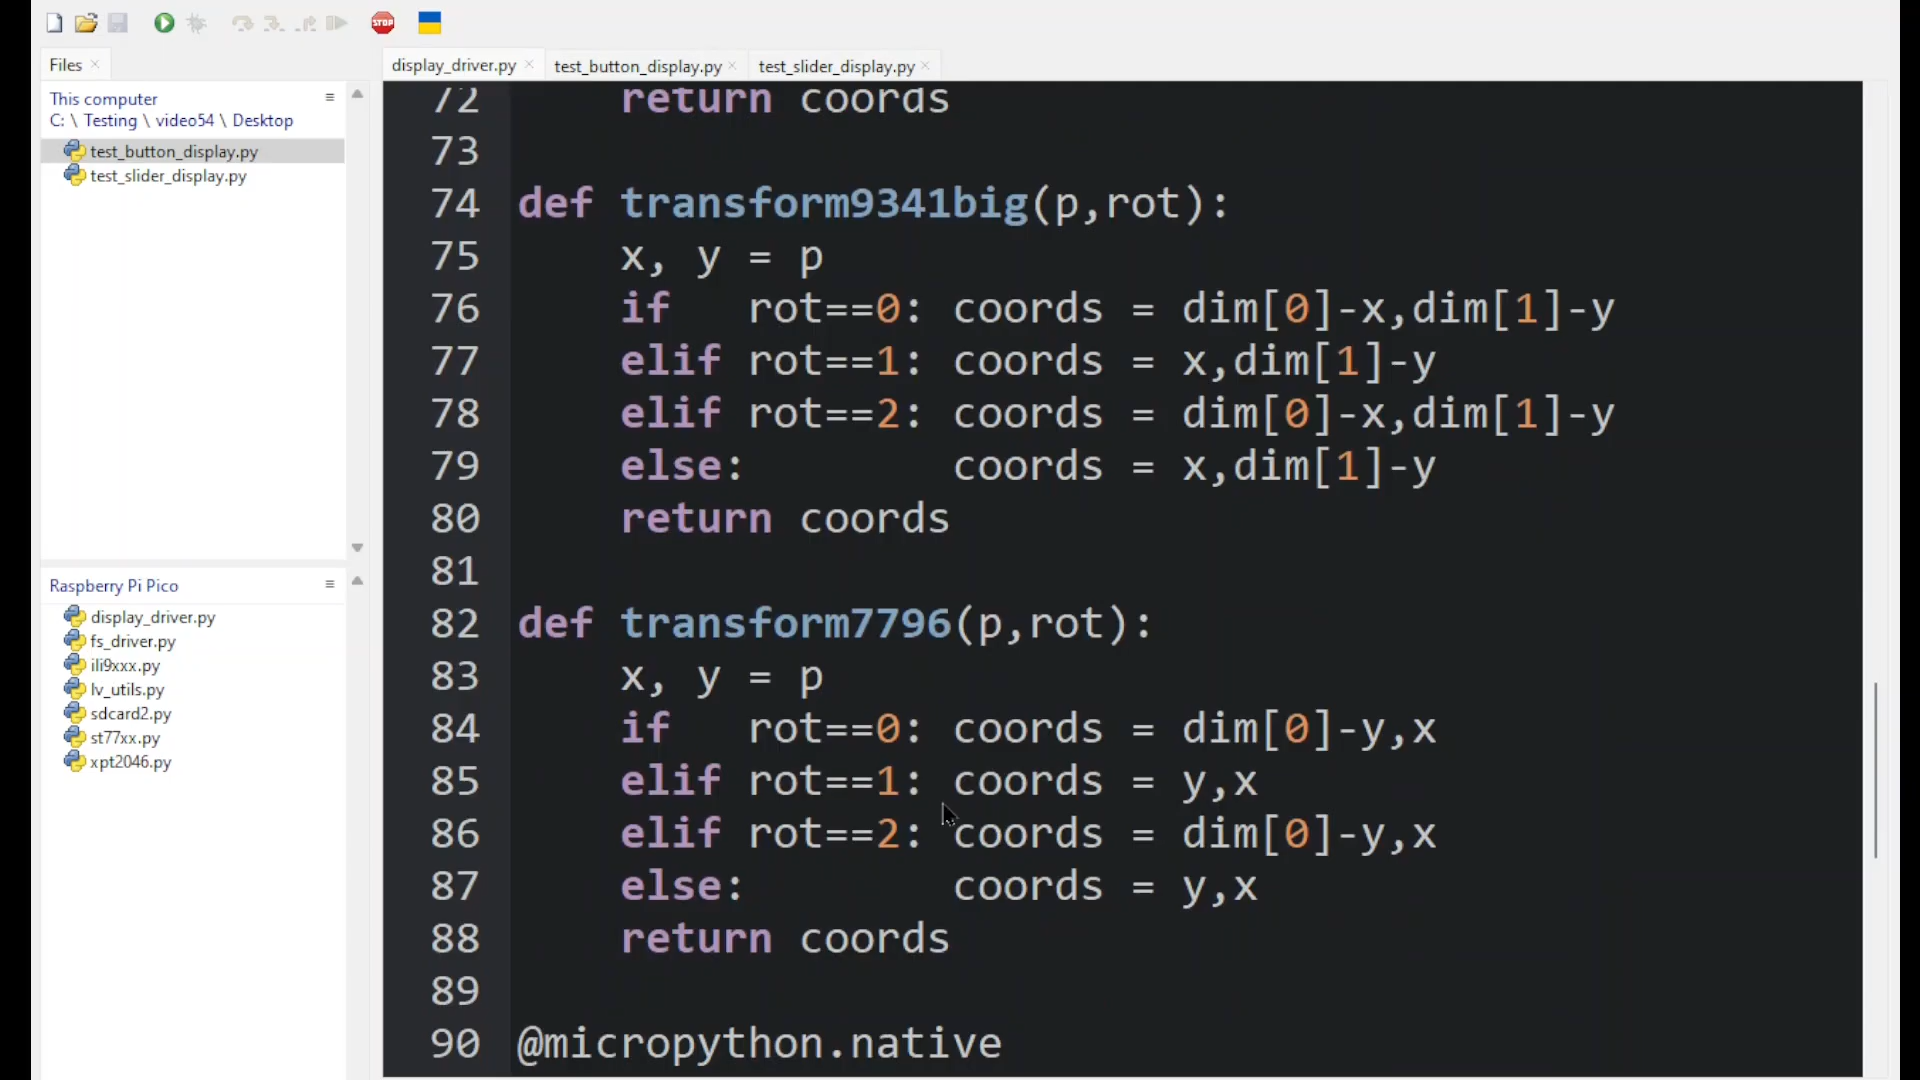 STOP
Files ×
This computer
C: \ Testing \ video54 \ Desktop
test_button_display.py
test_slider_display.py
Raspberry Pi Pico
display_driver.py
fs_driver.py
ili9xxx.py
lv_utils.py
sdcard2.py
st77xx.py
xpt2046.py
display_driver.py × test_button_display.py × test_slider_display.py ×
72     return coords
73
74 def transform9341big(p,rot):
75     x, y = p
76     if   rot==0: coords = dim[0]-x,dim[1]-y
77     elif rot==1: coords = x,dim[1]-y
78     elif rot==2: coords = dim[0]-x,dim[1]-y
79     else:        coords = x,dim[1]-y
80     return coords
81
82 def transform7796(p,rot):
83     x, y = p
84     if   rot==0: coords = dim[0]-y,x
85     elif rot==1: coords = y,x
86     elif rot==2: coords = dim[0]-y,x
87     else:        coords = y,x
88     return coords
89
90 @micropython.native